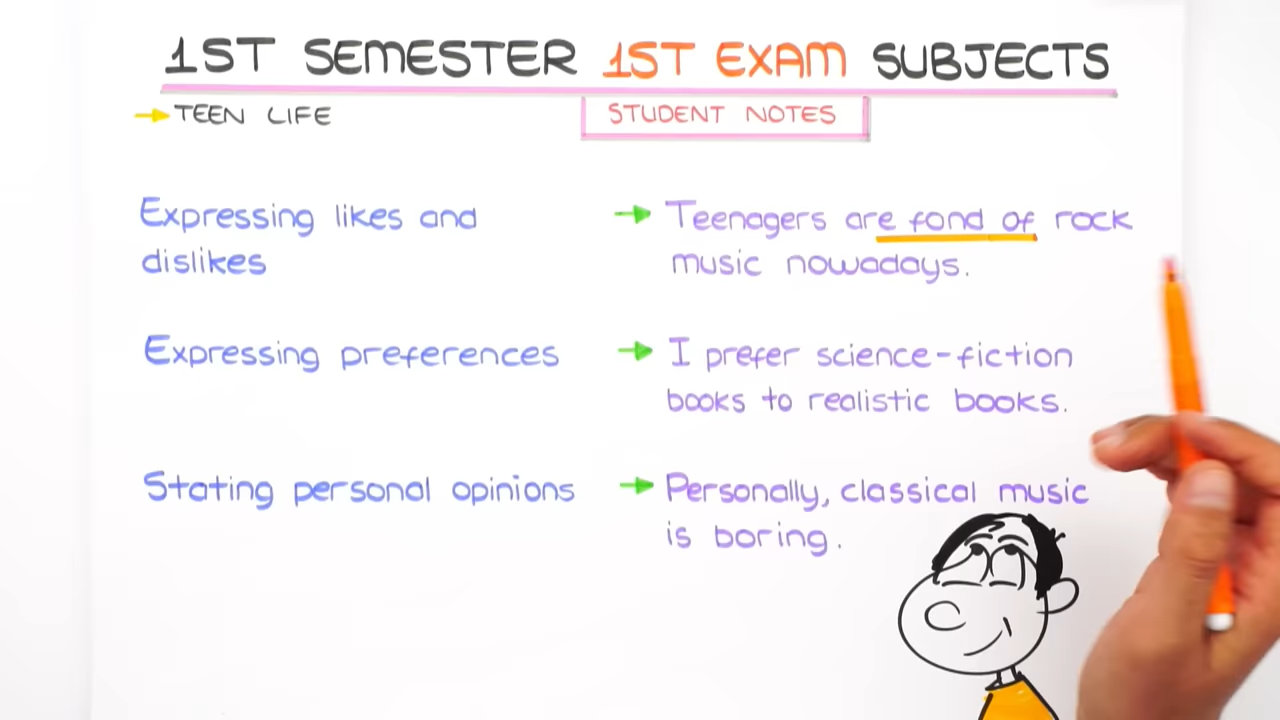 1ST SEMESTER 1ST EXAM SUBJECTS
TEEN LIFE
STUDENT NOTES
Expressing likes and
dislikes
Teenagers are fond of rock
music nowadays.
Expressing preferences
I prefer science-fiction
books to realistic books.
Stating personal opinions
Personally, classical music
is boring.